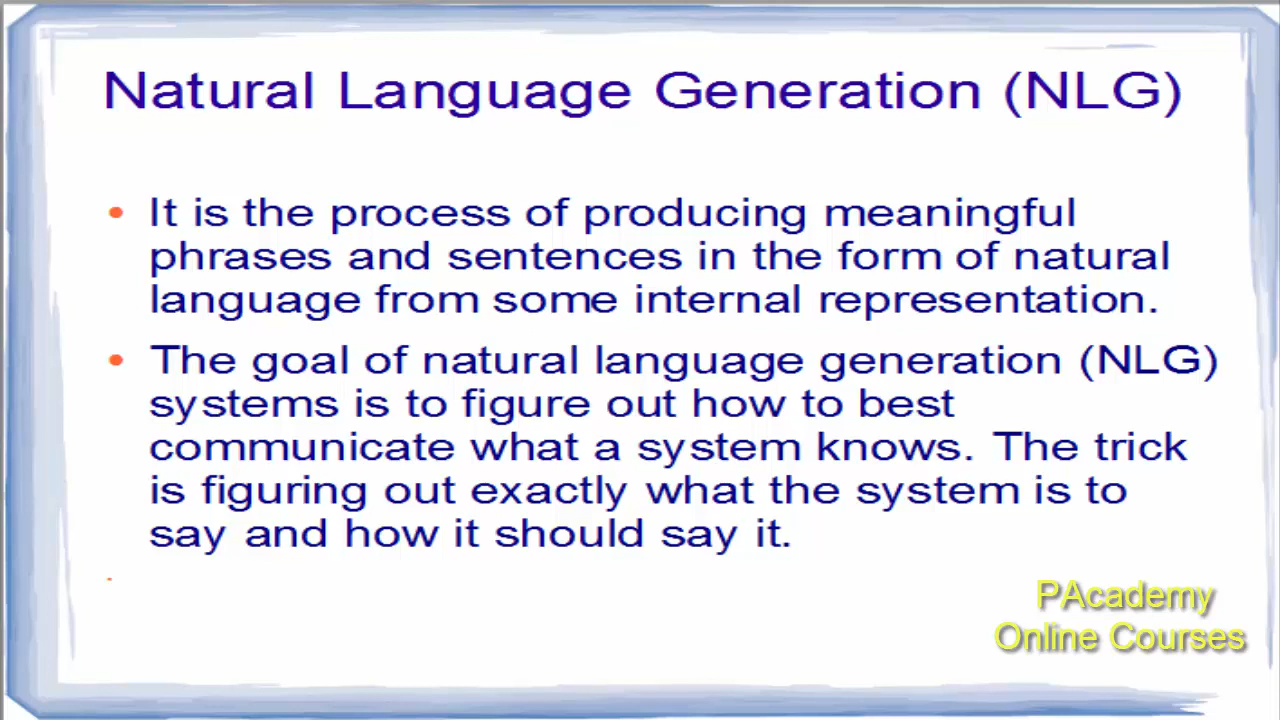 Natural Language Generation (NLG)
• It is the process of producing meaningful
phrases and sentences in the form of natural
language from some internal representation.
• The goal of natural language generation (NLG)
systems is to figure out how to best
communicate what a system knows. The trick
is figuring out exactly what the system is to
say and how it should say it.
PAcademy
Online Courses